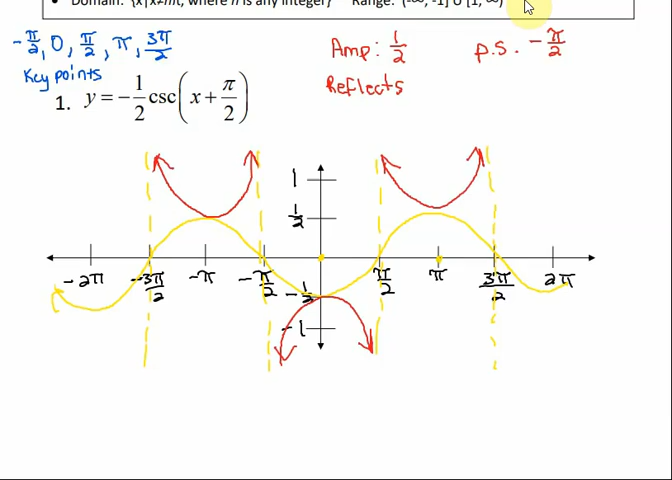 • Domain: {x|x≠nπ, where n is any integer} Range: (-∞, -1] ∪ [1, ∞)
-π/2, 0, π/2, π, 3π/2
Amp: 1/2
P.S. -π/2
Key points
Reflects
1. y = -1/2 csc(x + π/2)
1
1/2
-2π -3π/2 -π -π/2 π/2 π 3π/2 2π
-1/2
-1